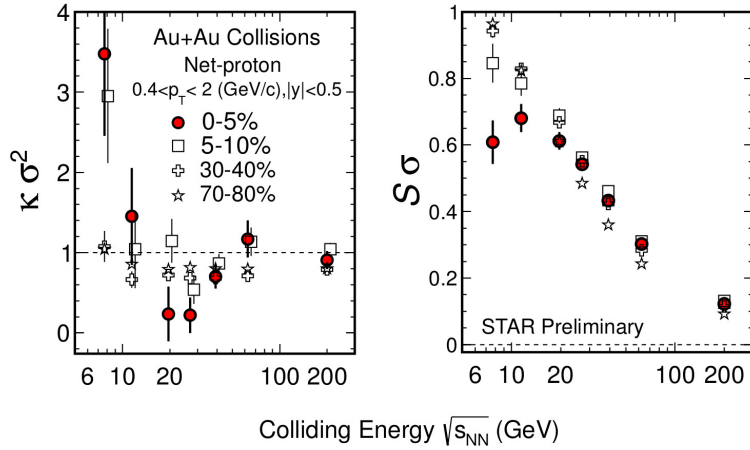 Au+Au Collisions
Net-proton
0.4<p_T< 2 (GeV/c),|y|<0.5
0-5%
5-10%
30-40%
70-80%
κ σ²
4
3
2
1
0
6 10 20 100 200
S σ
1
0.8
0.6
0.4
0.2
0
STAR Preliminary
6 10 20 100 200
Colliding Energy √s_NN (GeV)